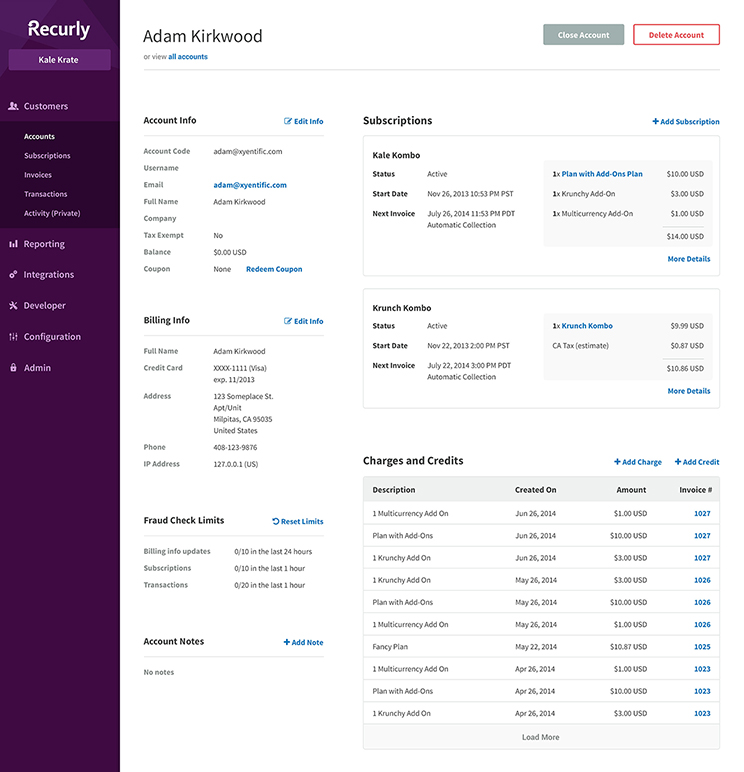 Recurly
Kale Krate
Customers
Accounts
Subscriptions
Invoices
Transactions
Activity (Private)
Reporting
Integrations
Developer
Configuration
Admin
Adam Kirkwood
or view all accounts
Close Account
Delete Account
Account Info
Edit Info
Account Code adam@xyentific.com
Username
Email adam@xyentific.com
Full Name Adam Kirkwood
Company
Tax Exempt No
Balance $0.00 USD
Coupon None Redeem Coupon
Billing Info
Edit Info
Full Name Adam Kirkwood
Credit Card XXXX-1111 (Visa)
exp. 11/2013
Address 123 Someplace St.
Apt/Unit
Milpitas, CA 95035
United States
Phone 408-123-9876
IP Address 127.0.0.1 (US)
Fraud Check Limits
Reset Limits
Billing info updates 0/10 in the last 24 hours
Subscriptions 0/10 in the last 1 hour
Transactions 0/20 in the last 1 hour
Account Notes
+ Add Note
No notes
Subscriptions
+ Add Subscription
Kale Kombo
Status Active
Start Date Nov 26, 2013 10:53 PM PST
Next Invoice July 26, 2014 11:53 PM PDT
Automatic Collection
1x Plan with Add-Ons Plan $10.00 USD
1x Krunchy Add-On $3.00 USD
1x Multicurrency Add-On $1.00 USD
$14.00 USD
More Details
Krunch Kombo
Status Active
Start Date Nov 22, 2013 2:00 PM PST
Next Invoice July 22, 2014 3:00 PM PDT
Automatic Collection
1x Krunch Kombo $9.99 USD
CA Tax (estimate) $0.87 USD
$10.86 USD
More Details
Charges and Credits
+ Add Charge + Add Credit
Description Created On Amount Invoice #
1 Multicurrency Add On Jun 26, 2014 $1.00 USD 1027
Plan with Add-Ons Jun 26, 2014 $10.00 USD 1027
1 Krunchy Add On Jun 26, 2014 $3.00 USD 1027
1 Krunchy Add On May 26, 2014 $3.00 USD 1026
Plan with Add-Ons May 26, 2014 $10.00 USD 1026
1 Multicurrency Add On May 26, 2014 $1.00 USD 1026
Fancy Plan May 22, 2014 $10.87 USD 1025
1 Multicurrency Add On Apr 26, 2014 $1.00 USD 1023
Plan with Add-Ons Apr 26, 2014 $10.00 USD 1023
1 Krunchy Add On Apr 26, 2014 $3.00 USD 1023
Load More